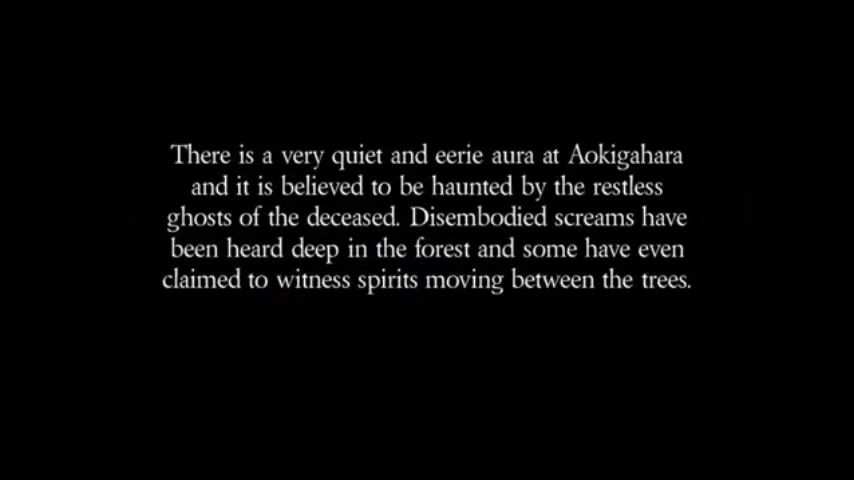 There is a very quiet and eerie aura at Aokigahara
and it is believed to be haunted by the restless
ghosts of the deceased. Disembodied screams have
been heard deep in the forest and some have even
claimed to witness spirits moving between the trees.